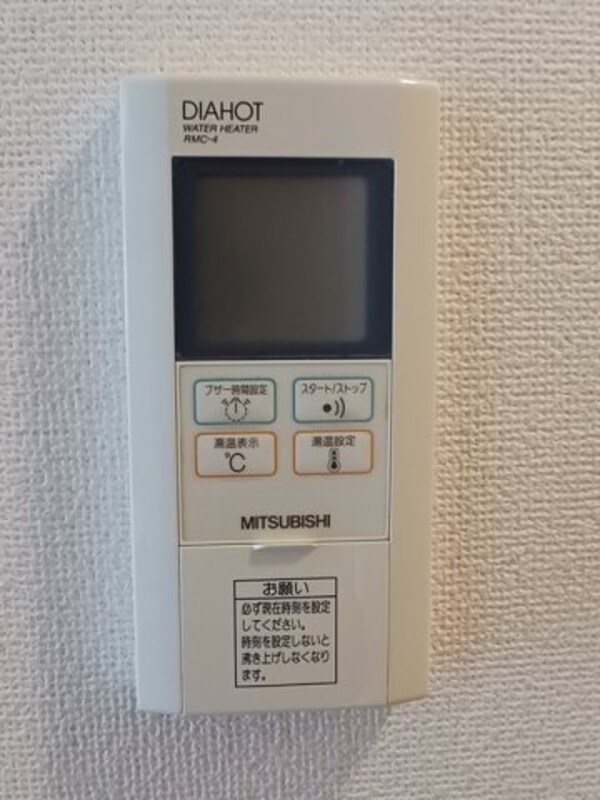 DIAHOT
WATER HEATER
RMC-4
ブザー時間設定
スタート/ストップ
湯温表示
湯温設定
℃
MITSUBISHI
お願い
必ず現在時刻を設定
してください。
時刻を設定しないと
沸き上げしなくなり
ます。